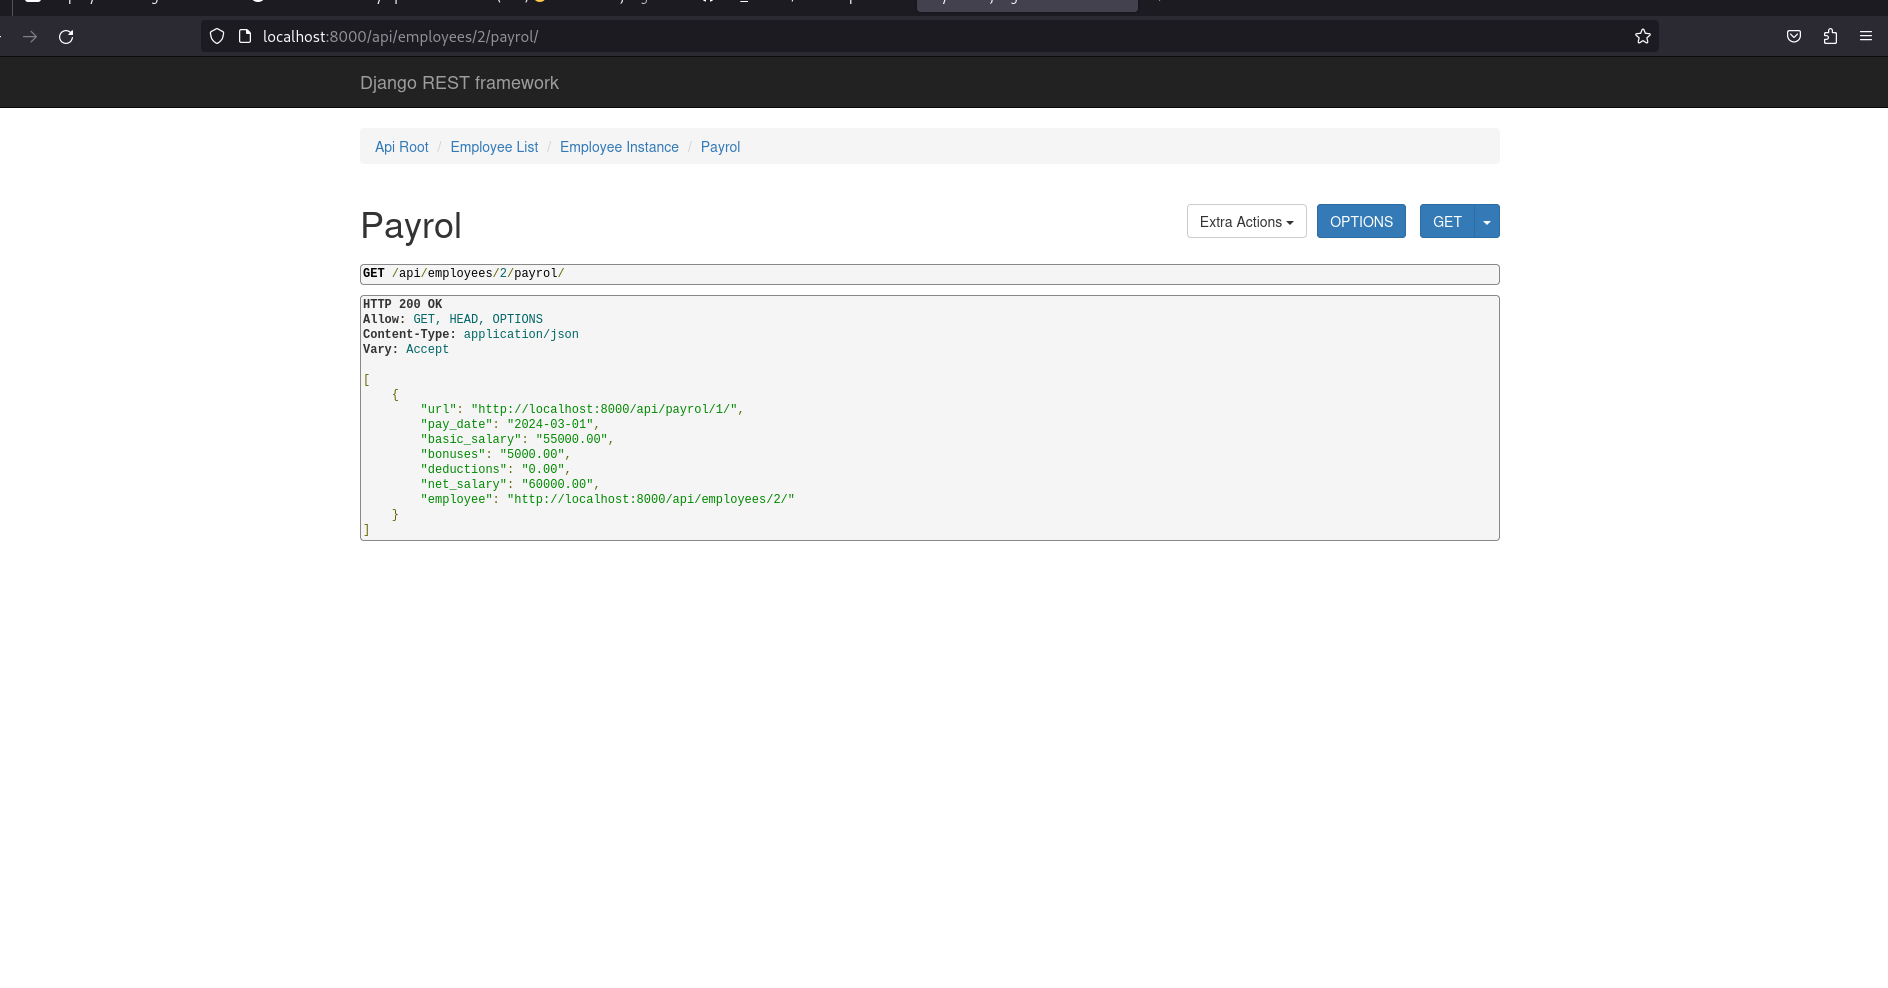 localhost:8000/api/employees/2/payrol/
Django REST framework
Api Root / Employee List / Employee Instance / Payrol
Payrol
Extra Actions
OPTIONS
GET
GET /api/employees/2/payrol/
HTTP 200 OK
Allow: GET, HEAD, OPTIONS
Content-Type: application/json
Vary: Accept
[
    {
        "url": "http://localhost:8000/api/payrol/1/",
        "pay_date": "2024-03-01",
        "basic_salary": "55000.00",
        "bonuses": "5000.00",
        "deductions": "0.00",
        "net_salary": "60000.00",
        "employee": "http://localhost:8000/api/employees/2/"
    }
]